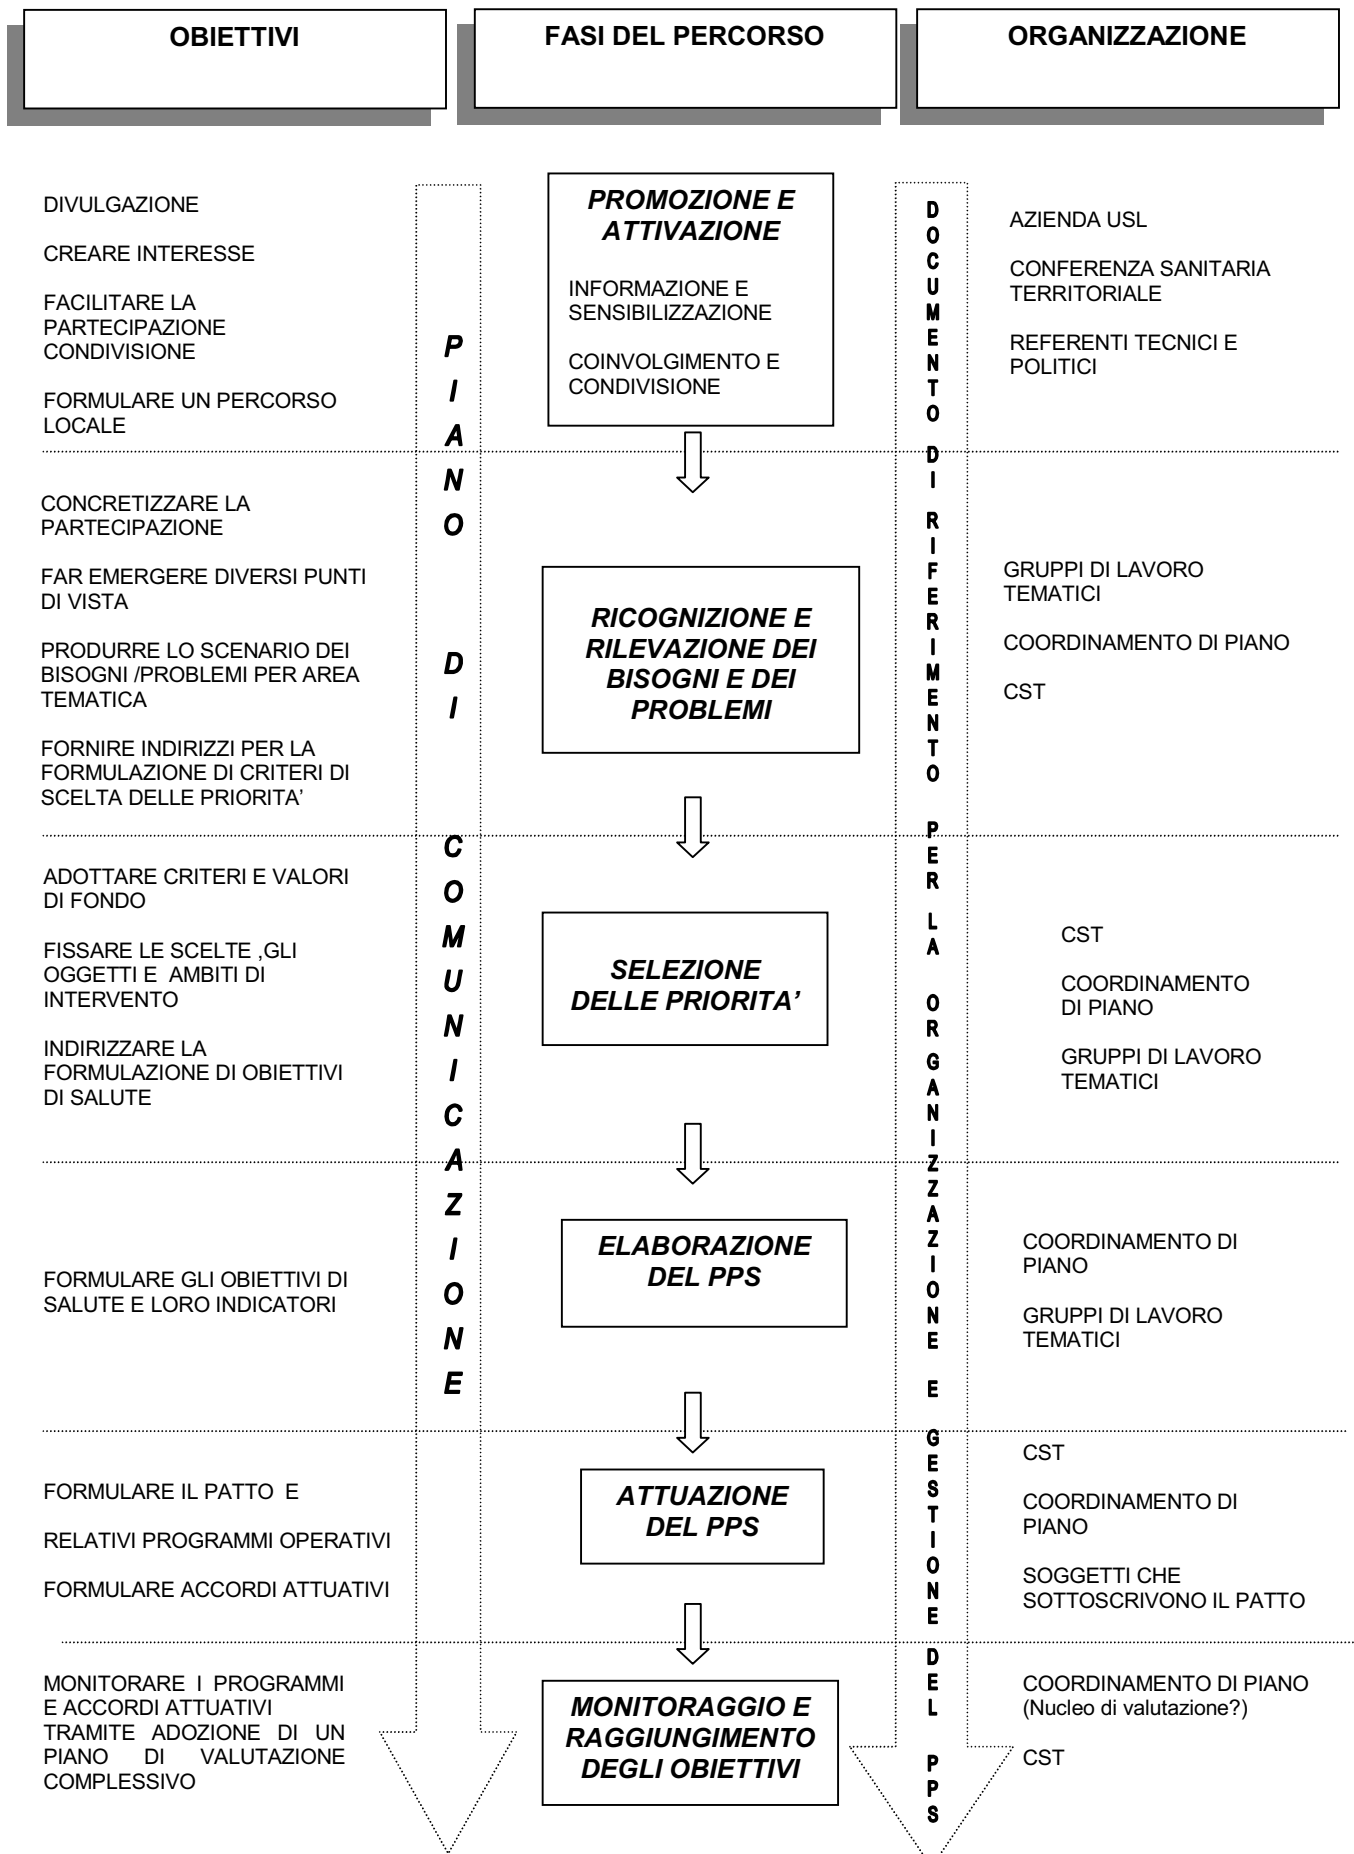 OBIETTIVI
FASI DEL PERCORSO
ORGANIZZAZIONE
DIVULGAZIONE
CREARE INTERESSE
FACILITARE LA
PARTECIPAZIONE
CONDIVISIONE
FORMULARE UN PERCORSO
LOCALE
PROMOZIONE E
ATTIVAZIONE
INFORMAZIONE E
SENSIBILIZZAZIONE
COINVOLGIMENTO E
CONDIVISIONE
AZIENDA USL
CONFERENZA SANITARIA
TERRITORIALE
REFERENTI TECNICI E
POLITICI
PIANO DI COMUNICAZIONE
DOCUMENTO DI RIFERIMENTO PER LA ORGANIZZAZIONE E GESTIONE DEL PPS
CONCRETIZZARE LA
PARTECIPAZIONE
FAR EMERGERE DIVERSI PUNTI
DI VISTA
PRODURRE LO SCENARIO DEI
BISOGNI /PROBLEMI PER AREA
TEMATICA
FORNIRE INDIRIZZI PER LA
FORMULAZIONE DI CRITERI DI
SCELTA DELLE PRIORITA’
RICOGNIZIONE E
RILEVAZIONE DEI
BISOGNI E DEI
PROBLEMI
GRUPPI DI LAVORO
TEMATICI
COORDINAMENTO DI PIANO
CST
ADOTTARE CRITERI E VALORI
DI FONDO
FISSARE LE SCELTE ,GLI
OGGETTI E AMBITI DI
INTERVENTO
INDIRIZZARE LA
FORMULAZIONE DI OBIETTIVI
DI SALUTE
SELEZIONE
DELLE PRIORITA’
CST
COORDINAMENTO
DI PIANO
GRUPPI DI LAVORO
TEMATICI
FORMULARE GLI OBIETTIVI DI
SALUTE E LORO INDICATORI
ELABORAZIONE
DEL PPS
COORDINAMENTO DI
PIANO
GRUPPI DI LAVORO
TEMATICI
FORMULARE IL PATTO E
RELATIVI PROGRAMMI OPERATIVI
FORMULARE ACCORDI ATTUATIVI
ATTUAZIONE
DEL PPS
CST
COORDINAMENTO DI
PIANO
SOGGETTI CHE
SOTTOSCRIVONO IL PATTO
MONITORARE I PROGRAMMI
E ACCORDI ATTUATIVI
TRAMITE ADOZIONE DI UN
PIANO DI VALUTAZIONE
COMPLESSIVO
MONITORAGGIO E
RAGGIUNGIMENTO
DEGLI OBIETTIVI
COORDINAMENTO DI PIANO
(Nucleo di valutazione?)
CST